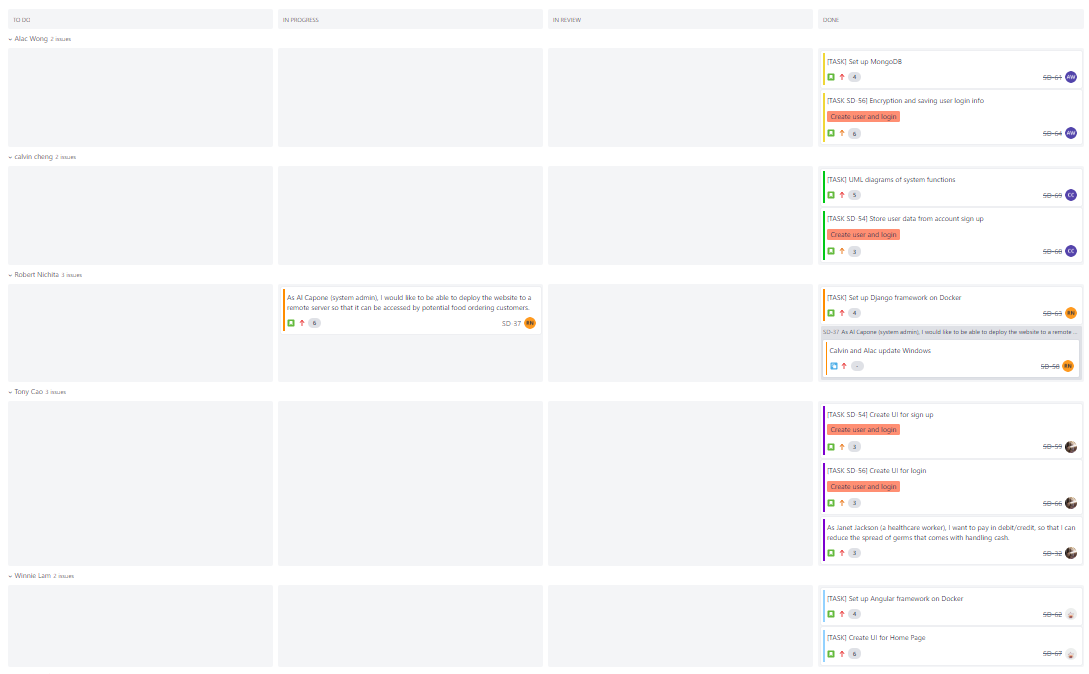 TO DO
IN PROGRESS
IN REVIEW
DONE
Alac Wong 2 issues
[TASK] Set up MongoDB
4
SD-61 AW
[TASK SD-56] Encryption and saving user login info
Create user and login
6
SD-64 AW
calvin cheng 2 issues
[TASK] UML diagrams of system functions
5
SD-69 CC
[TASK SD-54] Store user data from account sign up
Create user and login
3
SD-60 CC
Robert Nichita 3 issues
As Al Capone (system admin), I would like to be able to deploy the website to a
remote server so that it can be accessed by potential food ordering customers.
6
SD-37 RN
[TASK] Set up Django framework on Docker
4
SD-63 RN
SD-37 As Al Capone (system admin), I would like to be able to deploy the website to a remote ...
Calvin and Alac update Windows
-
SD-58 RN
Tony Cao 3 issues
[TASK SD-54] Create UI for sign up
Create user and login
3
SD-59
[TASK SD-56] Create UI for login
Create user and login
3
SD-66
As Janet Jackson (a healthcare worker), I want to pay in debit/credit, so that I can
reduce the spread of germs that comes with handling cash.
3
SD-32
Winnie Lam 2 issues
[TASK] Set up Angular framework on Docker
4
SD-62
[TASK] Create UI for Home Page
6
SD-67